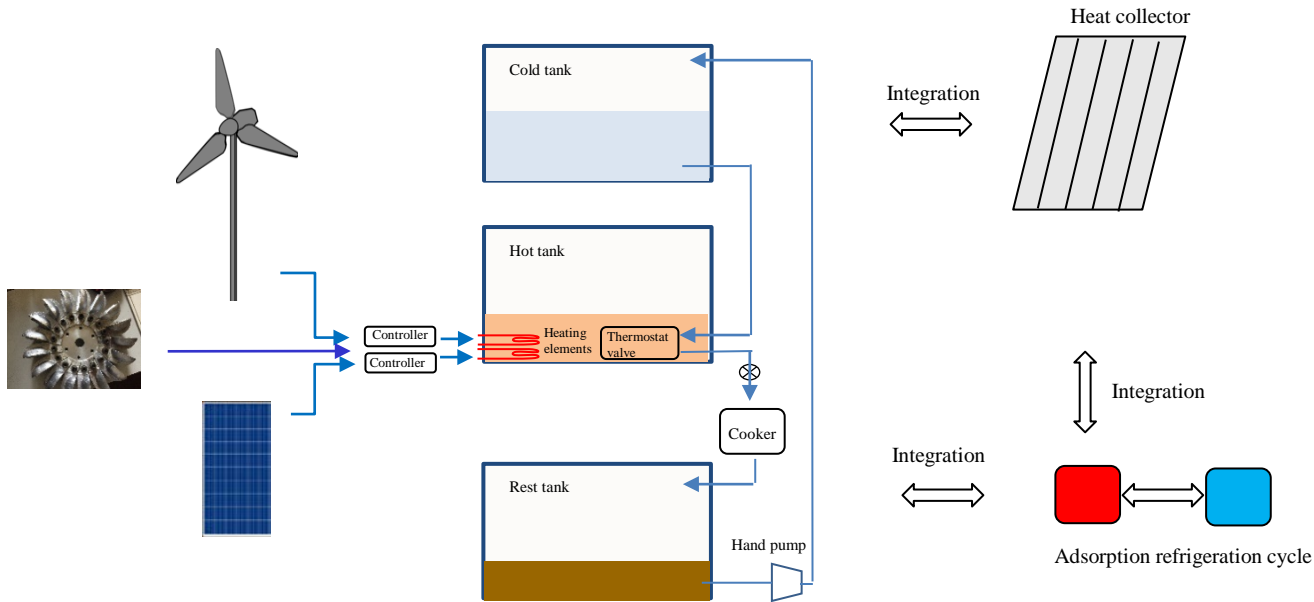 Heat collector
Cold tank
Integration
Hot tank
Controller
Controller
Heating
elements
Thermostat
valve
Integration
Cooker
Integration
Rest tank
Hand pump
Adsorption refrigeration cycle